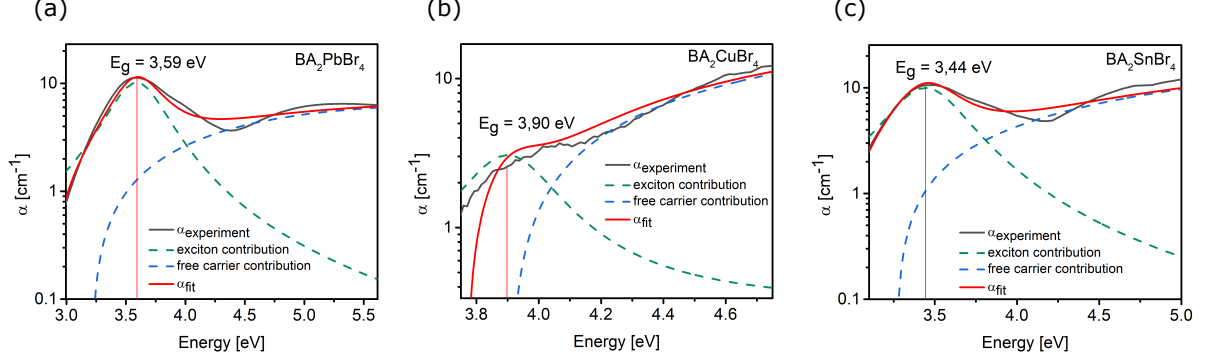 (a)
(b)
(c)
E_g = 3,59 eV
BA₂PbBr₄
α [cm⁻¹]
10
1
0.1
α_experiment
exciton contribution
free carrier contribution
α_fit
3.0 3.5 4.0 4.5 5.0 5.5
Energy [eV]
BA₂CuBr₄
E_g = 3,90 eV
α [cm⁻¹]
10
1
α_experiment
exciton contribution
free carrier contribution
α_fit
3.8 4.0 4.2 4.4 4.6
Energy [eV]
E_g = 3,44 eV
BA₂SnBr₄
α [cm⁻¹]
10
1
0.1
α_experiment
exciton contribution
free carrier contribution
α_fit
3.5 4.0 4.5 5.0
Energy [eV]